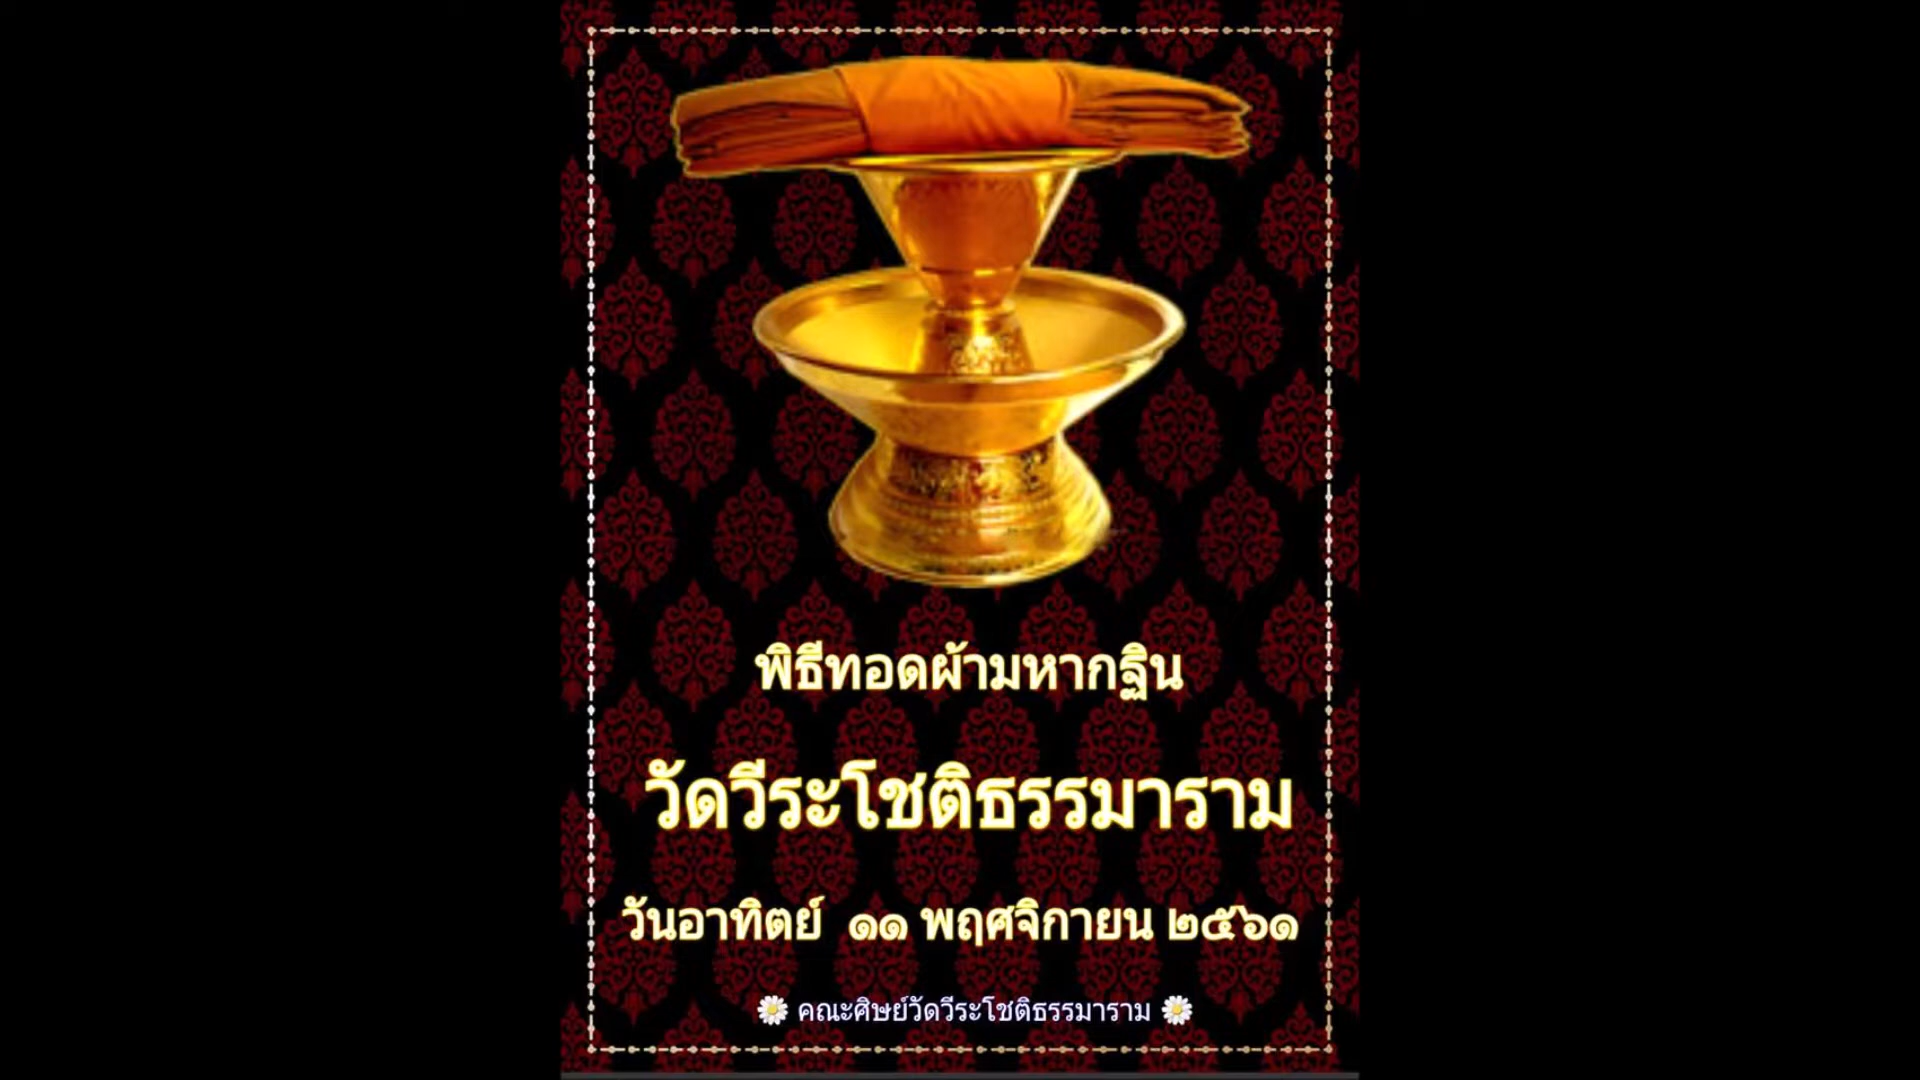 พิธีทอดผ้ามหากฐิน
วัดวีระโชติธรรมาราม
วันอาทิตย์ ๑๑ พฤศจิกายน ๒๕๖๑
คณะศิษย์วัดวีระโชติธรรมาราม